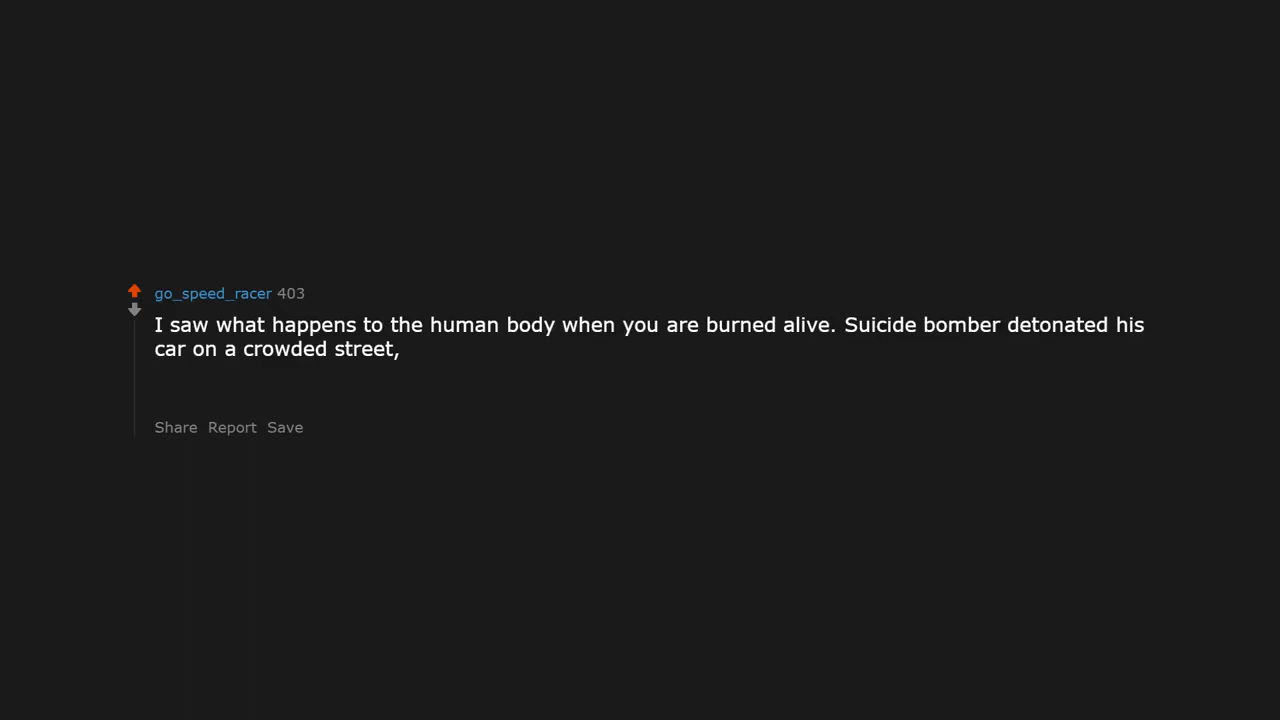 go_speed_racer 403
I saw what happens to the human body when you are burned alive. Suicide bomber detonated his
car on a crowded street,
Share Report Save